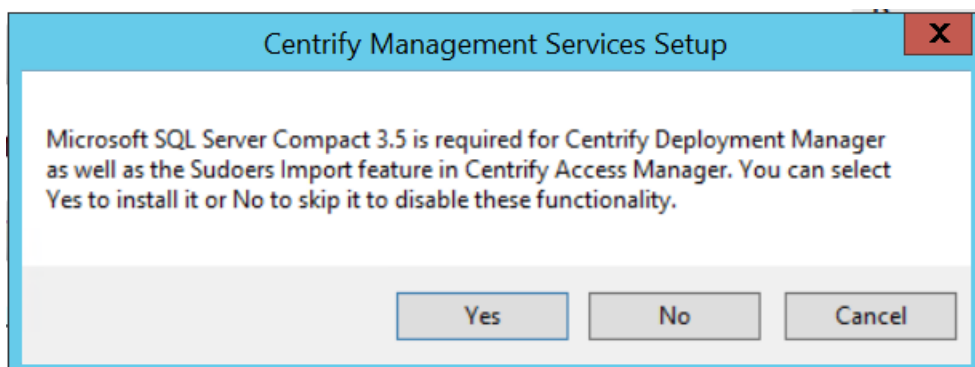 Centrify Management Services Setup
X
Microsoft SQL Server Compact 3.5 is required for Centrify Deployment Manager
as well as the Sudoers Import feature in Centrify Access Manager. You can select
Yes to install it or No to skip it to disable these functionality.
Yes No Cancel